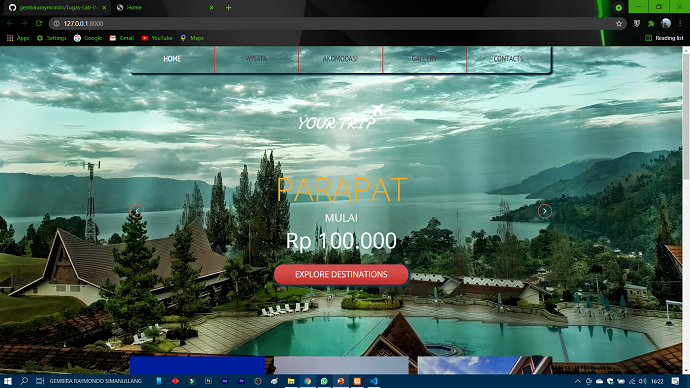 gembiraraymondo/Tugas-Lab-P
Home
127.0.0.1:8000
Apps
Settings
Google
Gmail
YouTube
Maps
Reading list
HOME
WISATA
AKOMODASI
GALLERY
CONTACTS
YOUR TRIP
PARAPAT
MULAI
Rp 100.000
EXPLORE DESTINATIONS
GEMBIRA RAYMONDO SIMANULLANG
16:22